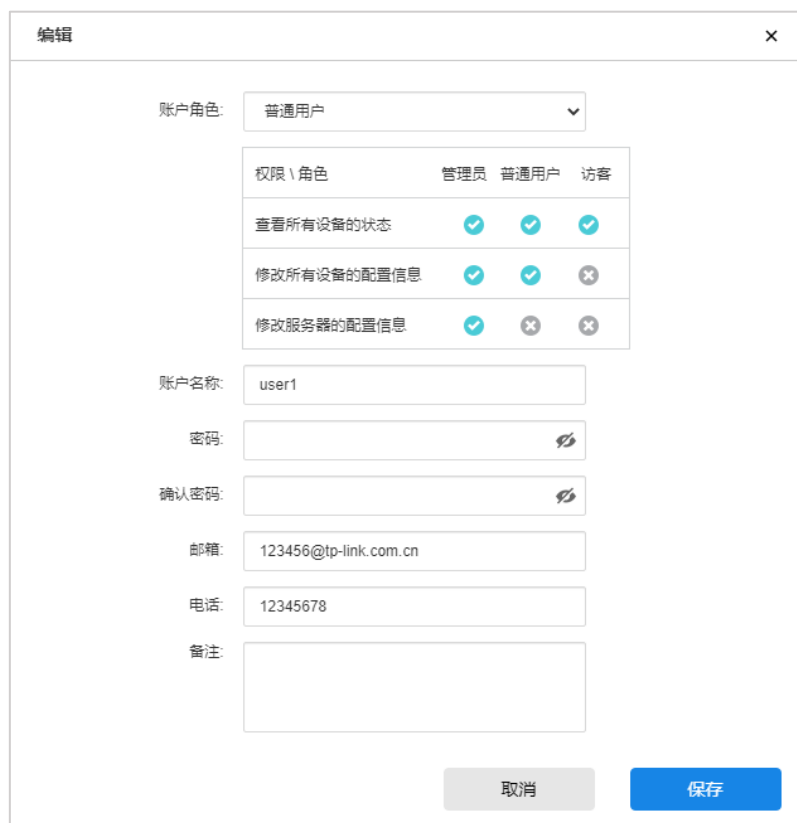 编辑
账户角色: 普通用户
权限 \ 角色 管理员 普通用户 访客
查看所有设备的状态
修改所有设备的配置信息
修改服务器的配置信息
账户名称: user1
密码:
确认密码:
邮箱: 123456@tp-link.com.cn
电话: 12345678
备注:
取消 保存